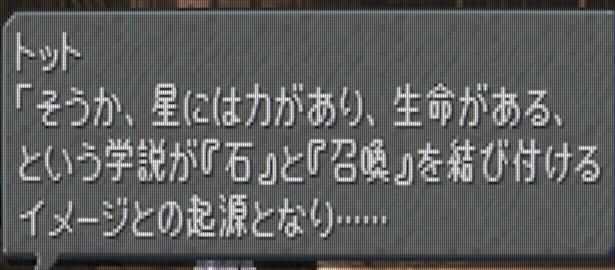 トット
「そうか、星には力があり、生命がある、
という学説が『石』と『召喚』を結び付ける
イメージとの起源となり……